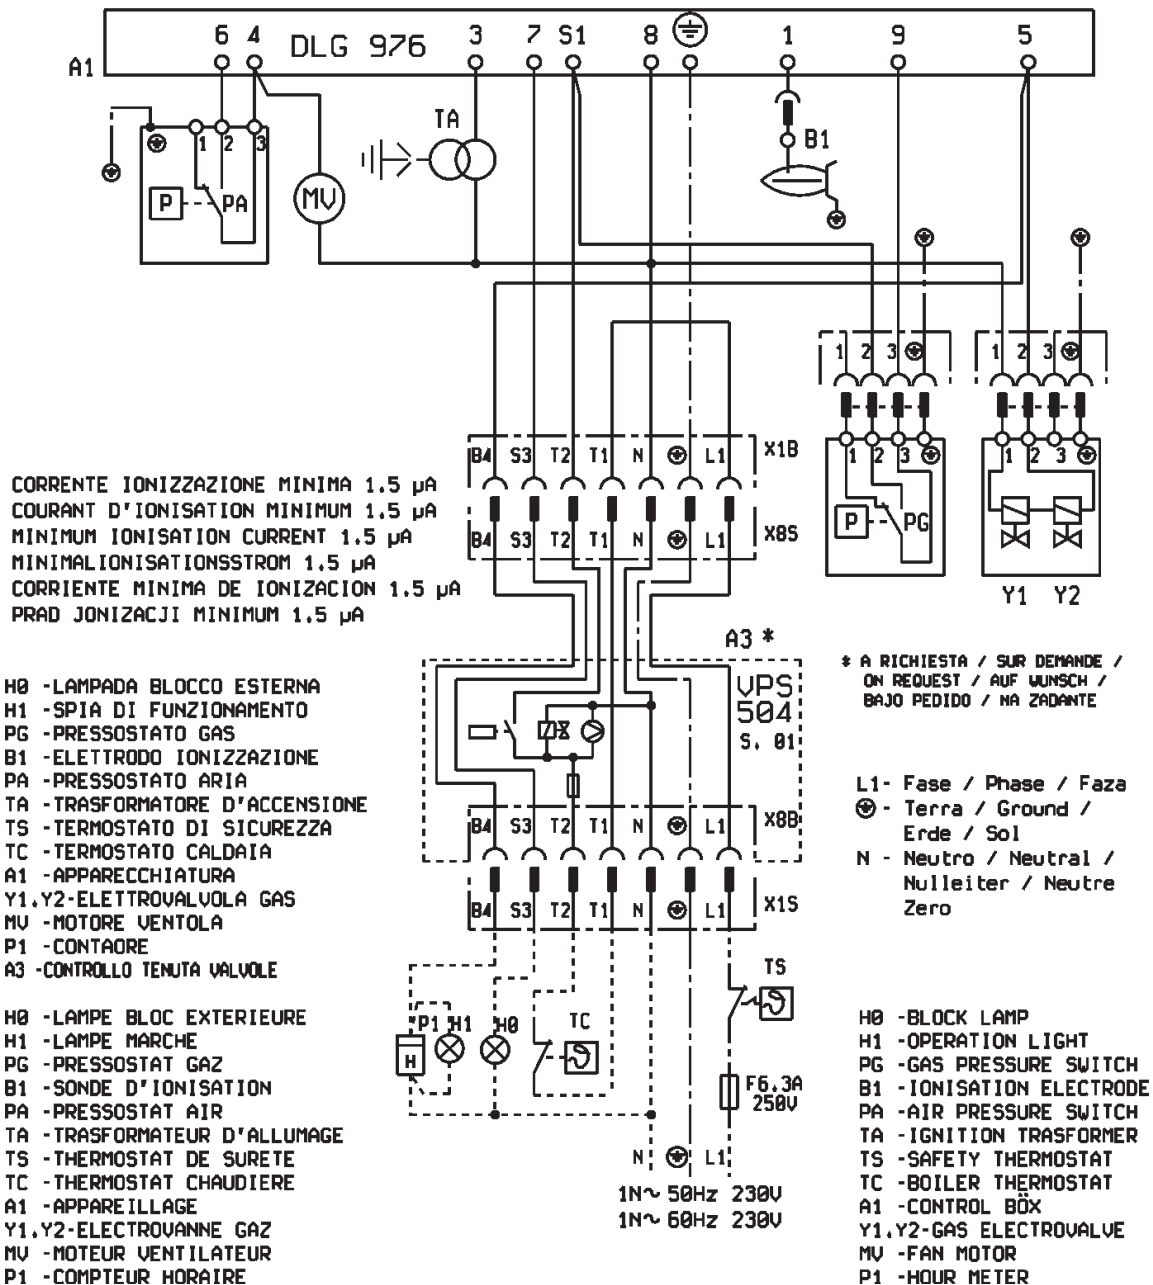 6 4 DLG 976 3 7 S1 8 1 9 5
A1
TA
B1
1 2 3
P PA
MV
1 2 3
1 2 3
B4 S3 T2 T1 N L1 X1B
1 2 3
1 2 3
P PG
B4 S3 T2 T1 N L1 X8S
Y1 Y2
CORRENTE IONIZZAZIONE MINIMA 1.5 µA
COURANT D'IONISATION MINIMUM 1.5 µA
MINIMUM IONISATION CURRENT 1.5 µA
MINIMALIONISATIONSSTROM 1.5 µA
CORRIENTE MINIMA DE IONIZACION 1.5 µA
PRAD JONIZACJI MINIMUM 1.5 µA
A3 *
VPS
504
S. 01
* A RICHIESTA / SUR DEMANDE /
ON REQUEST / AUF WUNSCH /
BAJO PEDIDO / NA ZADANTE
H0 -LAMPADA BLOCCO ESTERNA
H1 -SPIA DI FUNZIONAMENTO
PG -PRESSOSTATO GAS
B1 -ELETTRODO IONIZZAZIONE
PA -PRESSOSTATO ARIA
TA -TRASFORMATORE D'ACCENSIONE
TS -TERMOSTATO DI SICUREZZA
TC -TERMOSTATO CALDAIA
A1 -APPARECCHIATURA
Y1.Y2-ELETTROVALVOLA GAS
MV -MOTORE VENTOLA
P1 -CONTAORE
A3 -CONTROLLO TENUTA VALVOLE
L1- Fase / Phase / Faza
- Terra / Ground /
Erde / Sol
N - Neutro / Neutral /
Nulleiter / Neutre
Zero
B4 S3 T2 T1 N L1 X8B
B4 S3 T2 T1 N L1 X1S
TS
P1 H1 H0 TC
H
F6.3A
250V
N L1
1N~ 50Hz 230V
1N~ 60Hz 230V
H0 -LAMPE BLOC EXTERIEURE
H1 -LAMPE MARCHE
PG -PRESSOSTAT GAZ
B1 -SONDE D'IONISATION
PA -PRESSOSTAT AIR
TA -TRASFORMATEUR D'ALLUMAGE
TS -THERMOSTAT DE SURETE
TC -THERMOSTAT CHAUDIERE
A1 -APPAREILLAGE
Y1.Y2-ELECTROVANNE GAZ
MV -MOTEUR VENTILATEUR
P1 -COMPTEUR HORAIRE
H0 -BLOCK LAMP
H1 -OPERATION LIGHT
PG -GAS PRESSURE SWITCH
B1 -IONISATION ELECTRODE
PA -AIR PRESSURE SWITCH
TA -IGNITION TRASFORMER
TS -SAFETY THERMOSTAT
TC -BOILER THERMOSTAT
A1 -CONTROL BÖX
Y1.Y2-GAS ELECTROVALVE
MV -FAN MOTOR
P1 -HOUR METER